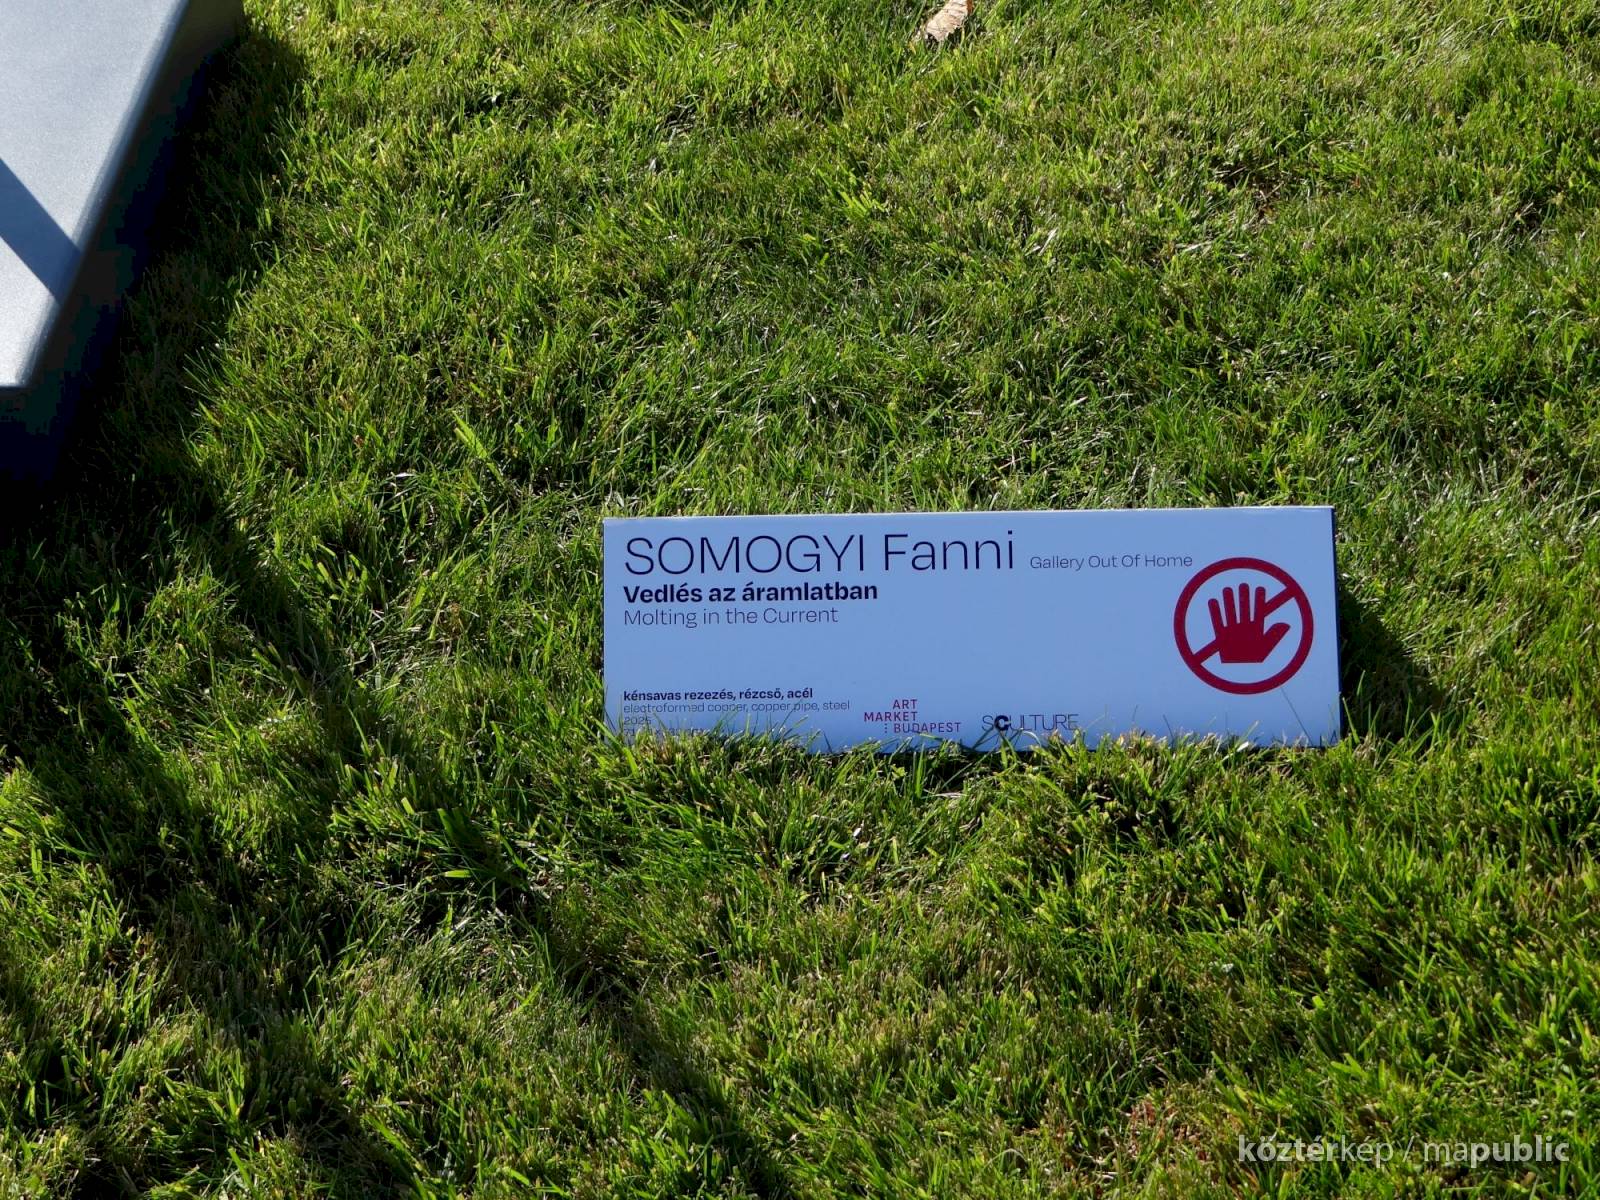 SOMOGYI Fanni Gallery Out Of Home
Vedlés az áramlatban
Molting in the Current
kénsavas rezezés, rézcső, acél
electroformed copper, copper pipe, steel
2025
ART
MARKET
BUDAPEST
SCULTURE
köztérkép / mapublic